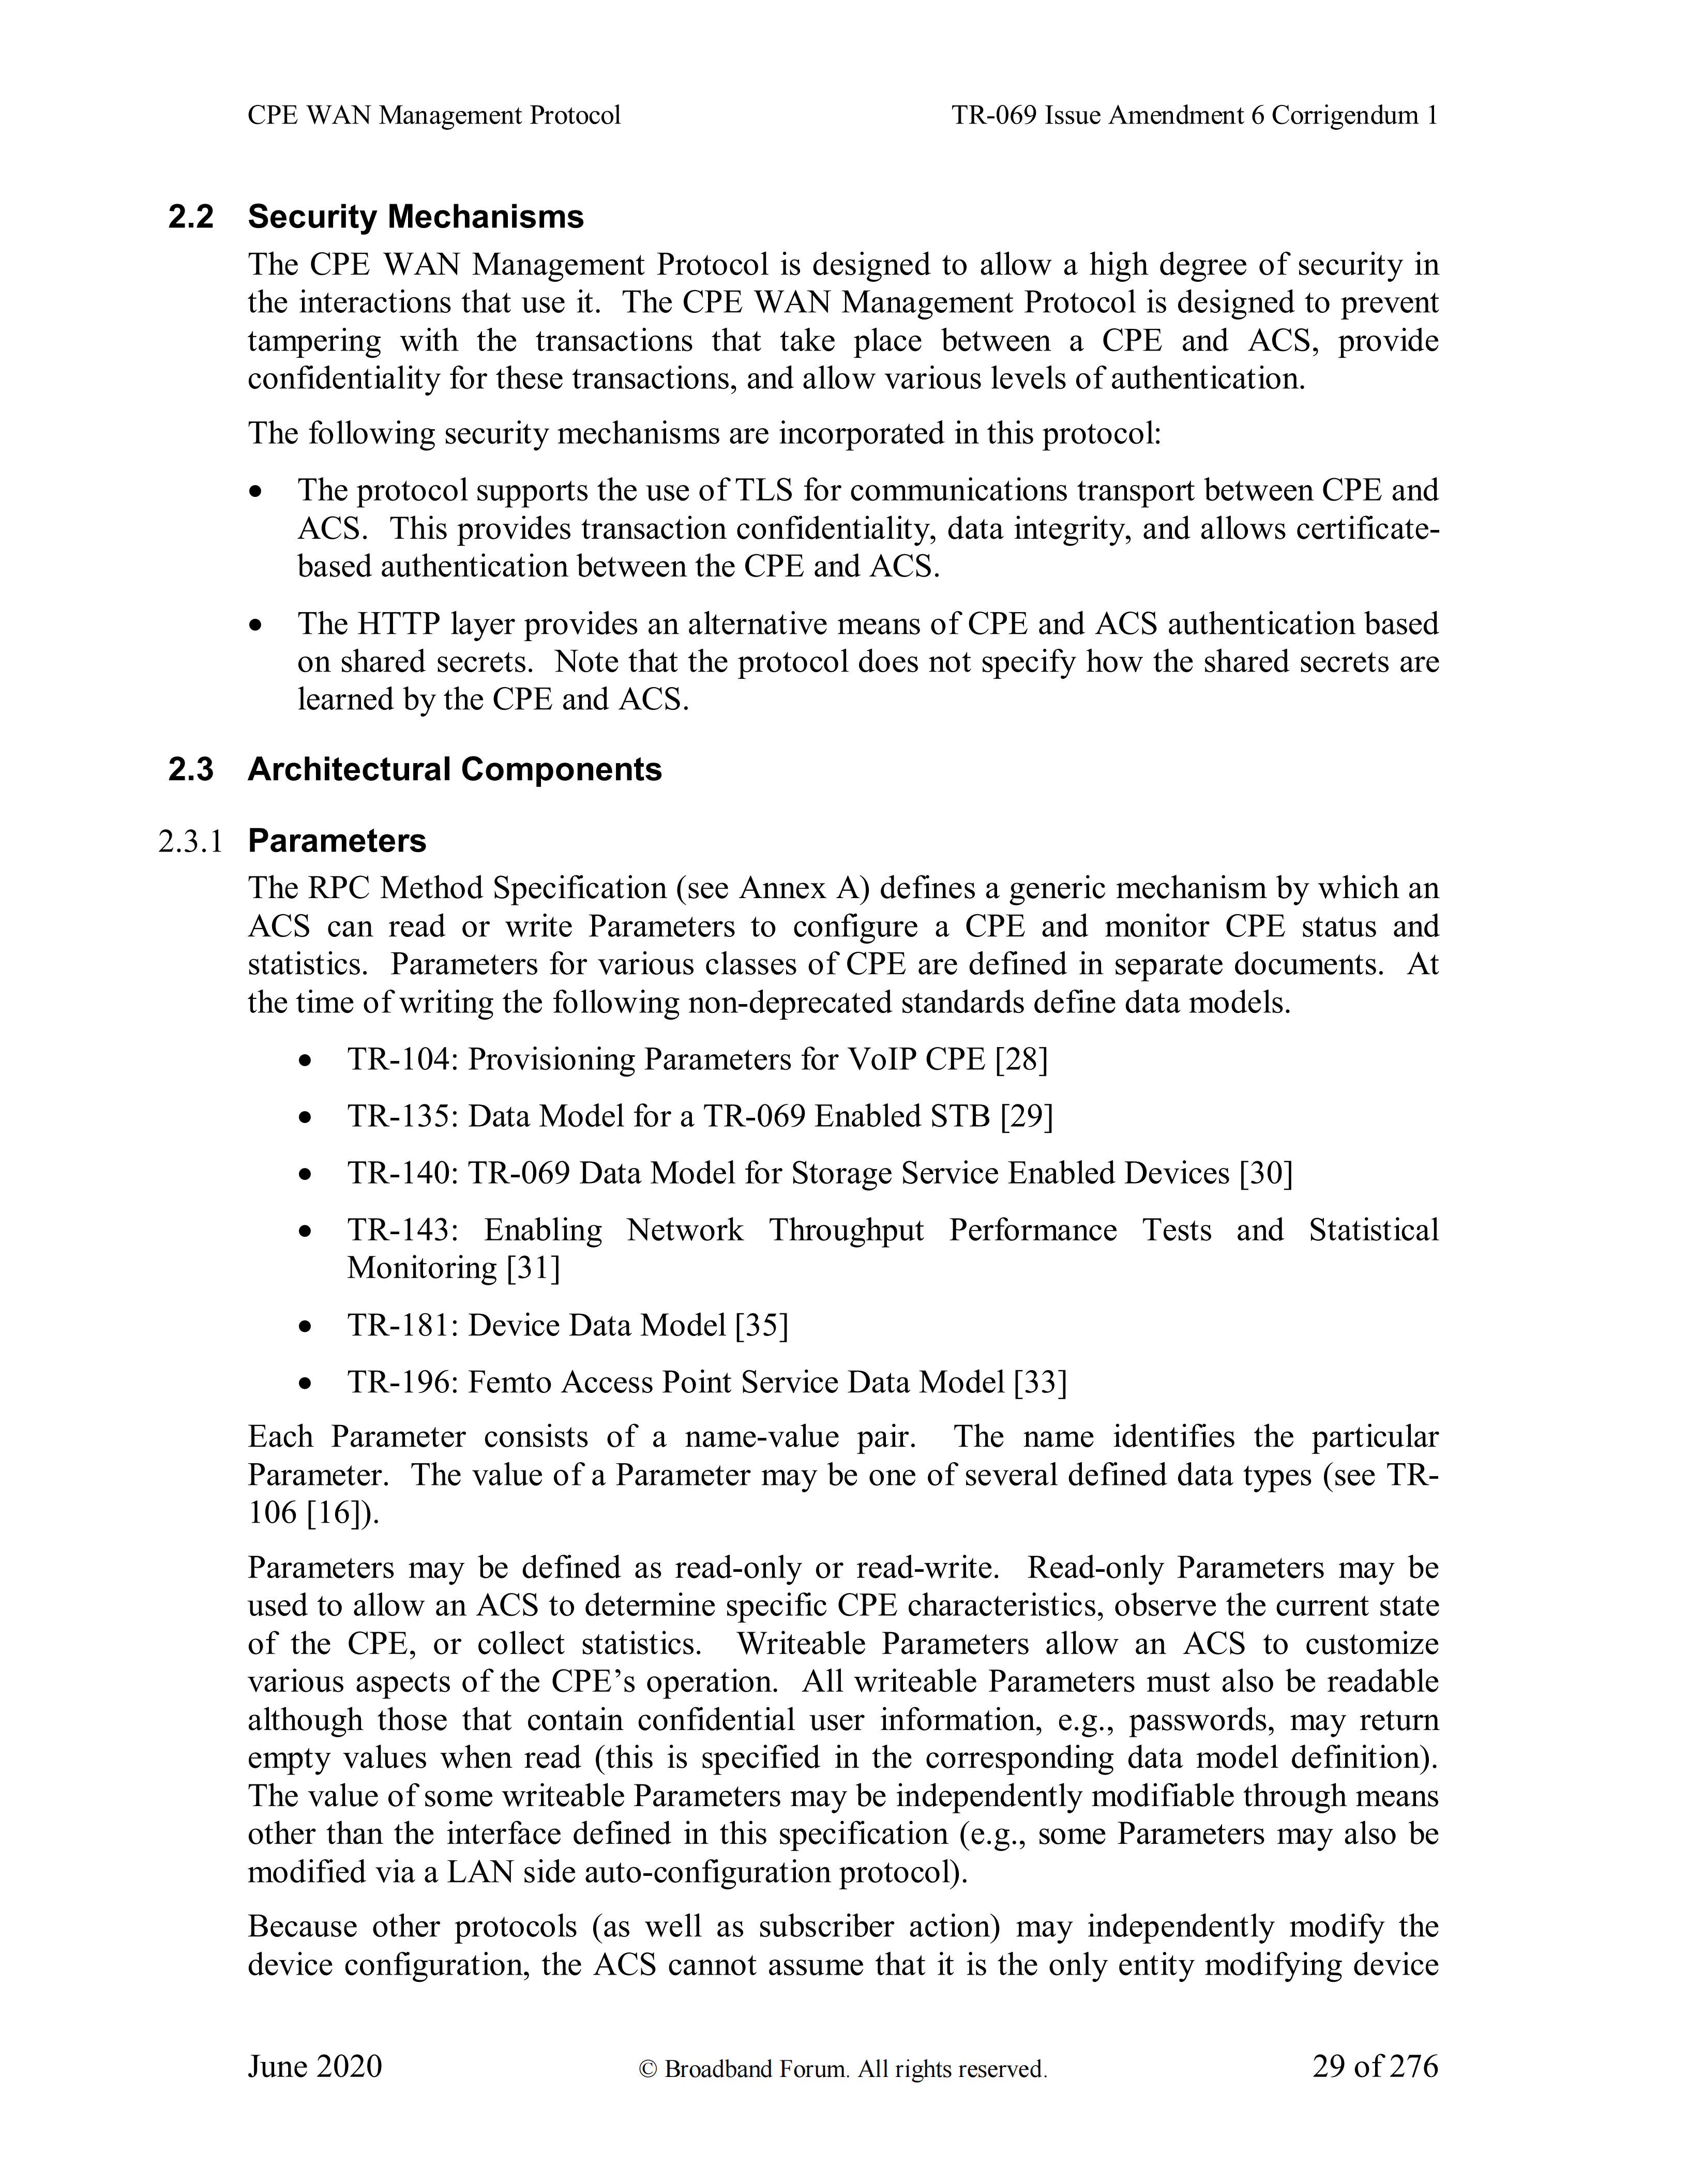 CPE WAN Management Protocol TR-069 Issue Amendment 6 Corrigendum 1
2.2 Security Mechanisms
The CPE WAN Management Protocol is designed to allow a high degree of security in
the interactions that use it. The CPE WAN Management Protocol is designed to prevent
tampering with the transactions that take place between a CPE and ACS, provide
confidentiality for these transactions, and allow various levels of authentication.
The following security mechanisms are incorporated in this protocol:
• The protocol supports the use of TLS for communications transport between CPE and
ACS. This provides transaction confidentiality, data integrity, and allows certificate-
based authentication between the CPE and ACS.
• The HTTP layer provides an alternative means of CPE and ACS authentication based
on shared secrets. Note that the protocol does not specify how the shared secrets are
learned by the CPE and ACS.
2.3 Architectural Components
2.3.1 Parameters
The RPC Method Specification (see Annex A) defines a generic mechanism by which an
ACS can read or write Parameters to configure a CPE and monitor CPE status and
statistics. Parameters for various classes of CPE are defined in separate documents. At
the time of writing the following non-deprecated standards define data models.
• TR-104: Provisioning Parameters for VoIP CPE [28]
• TR-135: Data Model for a TR-069 Enabled STB [29]
• TR-140: TR-069 Data Model for Storage Service Enabled Devices [30]
• TR-143: Enabling Network Throughput Performance Tests and Statistical
Monitoring [31]
• TR-181: Device Data Model [35]
• TR-196: Femto Access Point Service Data Model [33]
Each Parameter consists of a name-value pair. The name identifies the particular
Parameter. The value of a Parameter may be one of several defined data types (see TR-
106 [16]).
Parameters may be defined as read-only or read-write. Read-only Parameters may be
used to allow an ACS to determine specific CPE characteristics, observe the current state
of the CPE, or collect statistics. Writeable Parameters allow an ACS to customize
various aspects of the CPE’s operation. All writeable Parameters must also be readable
although those that contain confidential user information, e.g., passwords, may return
empty values when read (this is specified in the corresponding data model definition).
The value of some writeable Parameters may be independently modifiable through means
other than the interface defined in this specification (e.g., some Parameters may also be
modified via a LAN side auto-configuration protocol).
Because other protocols (as well as subscriber action) may independently modify the
device configuration, the ACS cannot assume that it is the only entity modifying device
June 2020 © Broadband Forum. All rights reserved. 29 of 276